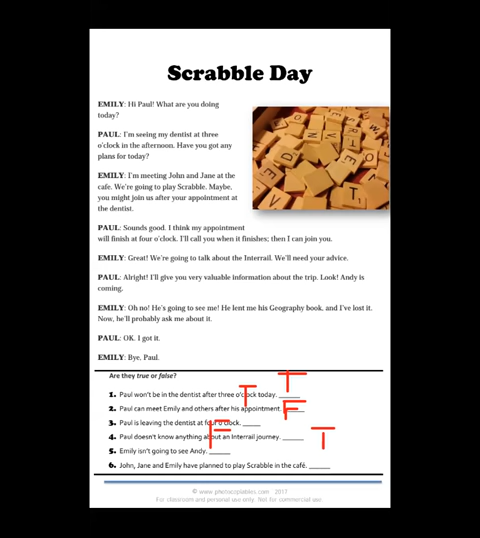 Scrabble Day
EMILY: Hi Paul! What are you doing
today?
PAUL: I'm seeing my dentist at three
o'clock in the afternoon. Have you got any
plans for today?
EMILY: I'm meeting John and Jane at the
cafe. We're going to play Scrabble. Maybe,
you might join us after your appointment at
the dentist.
PAUL: Sounds good. I think my appointment
will finish at four o'clock. I'll call you when it finishes; then I can join you.
EMILY: Great! We're going to talk about the Interrail. We'll need your advice.
PAUL: Alright! I'll give you very valuable information about the trip. Look! Andy is
coming.
EMILY: Oh no! He's going to see me! He lent me his Geography book, and I've lost it.
Now, he'll probably ask me about it.
PAUL: OK. I got it.
EMILY: Bye, Paul.
Are they true or false?
T
1. Paul won't be in the dentist after three o'clock today. ______
T
2. Paul can meet Emily and others after his appointment. ______
F
3. Paul is leaving the dentist at four o'clock. _____
F
4. Paul doesn't know anything about an Interrail journey. ______
T
5. Emily isn't going to see Andy. ______
6. John, Jane and Emily have planned to play Scrabble in the café. ______
© www.photocopiables.com 2017
For classroom and personal use only. Not for commercial use.